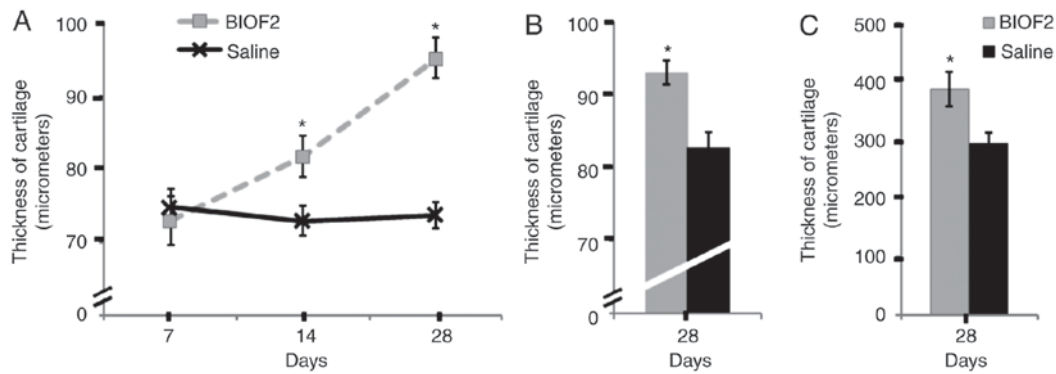 A
BIOF2
Saline
*
*
100
90
80
70
0
Thickness of cartilage
(micrometers)
7 14 28
Days
B
*
100
90
80
70
0
Thickness of cartilage
(micrometers)
28
Days
C
BIOF2
Saline
*
500
400
300
200
100
0
Thickness of cartilage
(micrometers)
28
Days